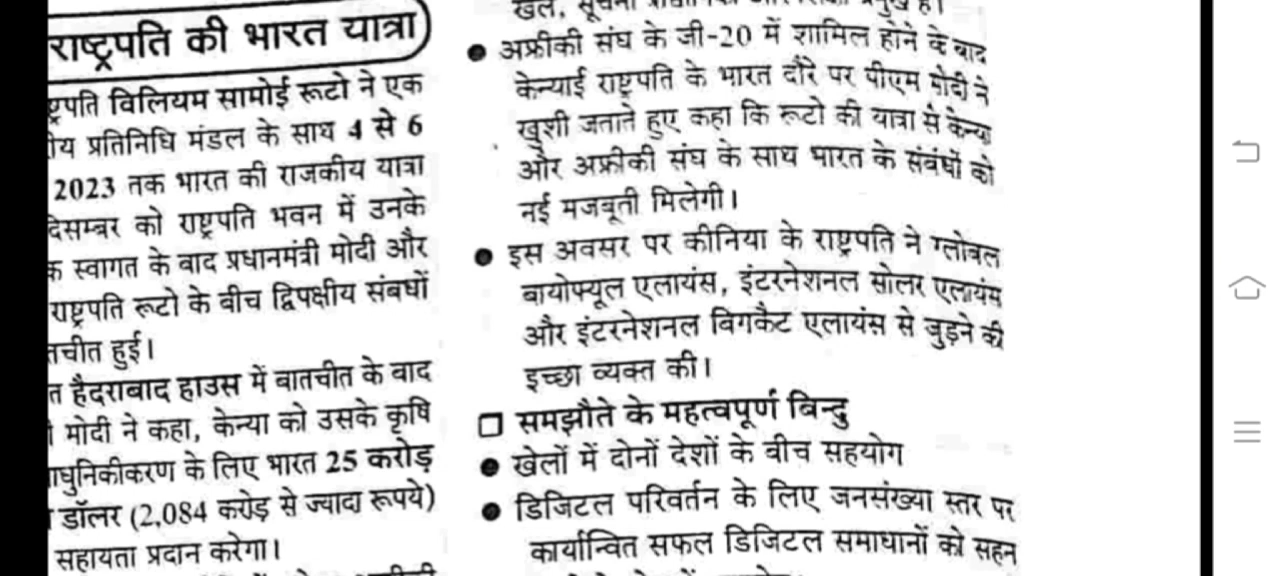 राष्ट्रपति की भारत यात्रा
ष्ट्रपति विलियम सामोई रूटो ने एक
ीय प्रतिनिधि मंडल के साथ 4 से 6
2023 तक भारत की राजकीय यात्रा
दिसम्बर को राष्ट्रपति भवन में उनके
क स्वागत के बाद प्रधानमंत्री मोदी और
राष्ट्रपति रूटो के बीच द्विपक्षीय संबधों
तचीत हुई।
त हैदराबाद हाउस में बातचीत के बाद
मोदी ने कहा, केन्या को उसके कृषि
ाधुनिकीकरण के लिए भारत 25 करोड़
डॉलर (2,084 करोड़ से ज्यादा रूपये)
सहायता प्रदान करेगा।
खेल, सूचना
● अफ्रीकी संघ के जी-20 में शामिल होने के बाद
केन्याई राष्ट्रपति के भारत दौरे पर पीएम मोदी ने
खुशी जताते हुए कहा कि रूटो की यात्रा से केन्या
और अफ्रीकी संघ के साथ भारत के संबंधों को
नई मजबूती मिलेगी।
● इस अवसर पर कीनिया के राष्ट्रपति ने ग्लोबल
बायोफ्यूल एलायंस, इंटरनेशनल सोलर एलायंस
और इंटरनेशनल बिगकैट एलायंस से जुड़ने की
इच्छा व्यक्त की।
□ समझौते के महत्वपूर्ण बिन्दु
● खेलों में दोनों देशों के बीच सहयोग
● डिजिटल परिवर्तन के लिए जनसंख्या स्तर पर
कार्यान्वित सफल डिजिटल समाधानों को सहन